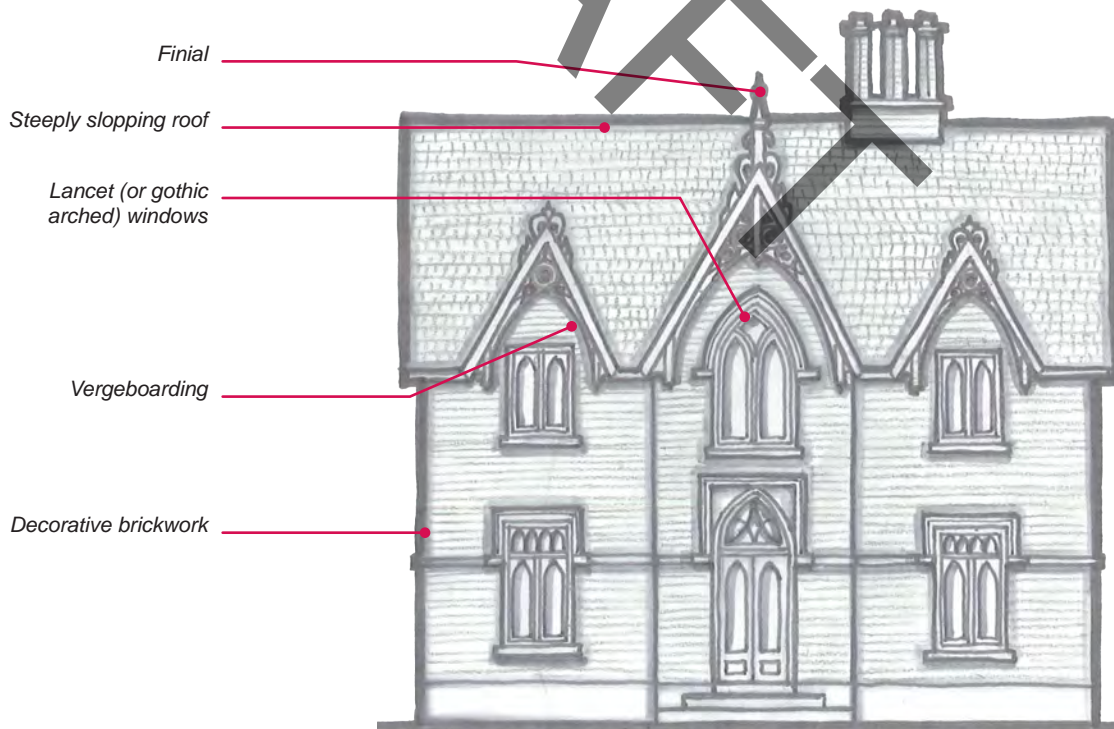 Finial
Steeply slopping roof
Lancet (or gothic
arched) windows
Vergeboarding
Decorative brickwork